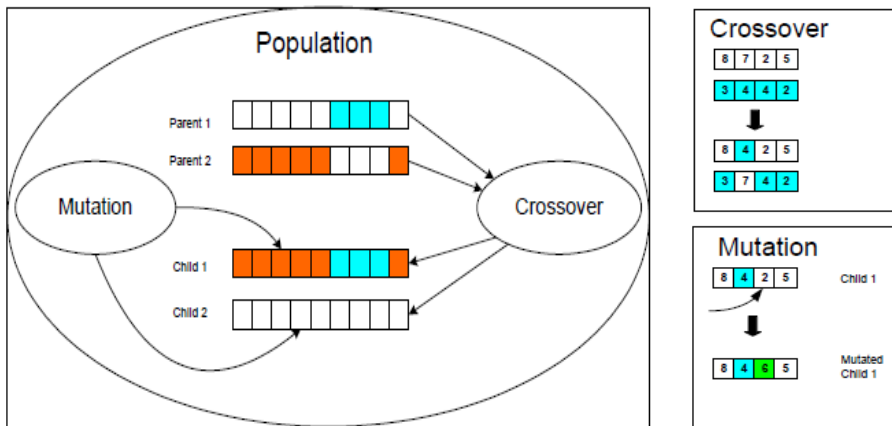 Population
Parent 1
Parent 2
Mutation
Crossover
Child 1
Child 2
Crossover
8 7 2 5
3 4 4 2
8 4 2 5
3 7 4 2
Mutation
8 4 2 5
Child 1
8 4 6 5
Mutated
Child 1